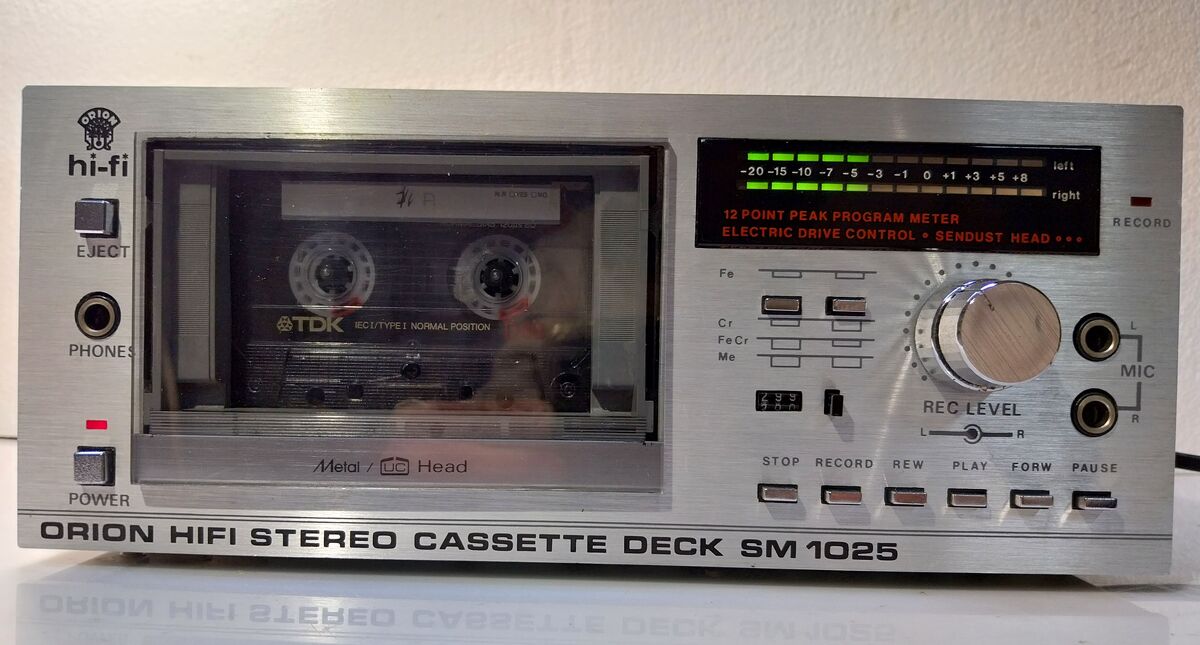 ORION
hi-fi
EJECT
PHONES
POWER
N.R. □YES □NO
TDK IEC I/TYPE I NORMAL POSITION
Metal / UC Head
left
-20 -15 -10 -7 -5 -3 -1 0 +1 +3 +5 +8
right
12 POINT PEAK PROGRAM METER
ELECTRIC DRIVE CONTROL • SENDUST HEAD • • •
RECORD
Fe
Cr
FeCr
Me
L
MIC
R
REC LEVEL
L R
STOP RECORD REW PLAY FORW PAUSE
ORION HIFI STEREO CASSETTE DECK SM 1025